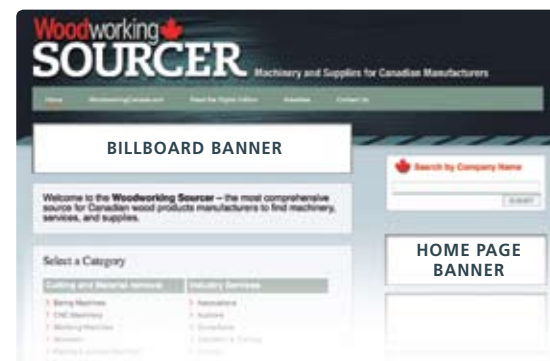 Woodworking
SOURCER Machinery and Supplies for Canadian Manufacturers
Home WoodworkingCanada.com Read the Digital Edition Advertise Contact Us
BILLBOARD BANNER
Search by Company Name
SUBMIT
Welcome to the Woodworking Sourcer – the most comprehensive
source for Canadian wood products manufacturers to find machinery,
services, and supplies.
HOME PAGE
BANNER
Select a Category
Cutting and Material removal Industry Services
Boring Machines Associations
CNC Machinery Auctions